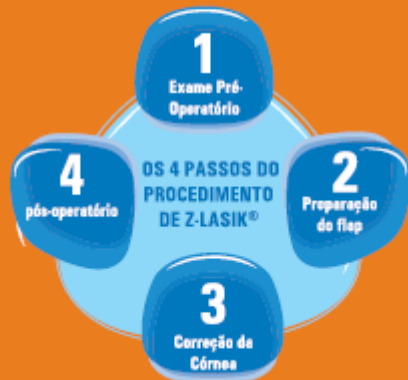 1
Exame Pré-
Operatório
OS 4 PASSOS DO
PROCEDIMENTO
DE Z-LASIK®
2
Preparação
do flap
3
Correção da
Córnea
4
pós-operatório